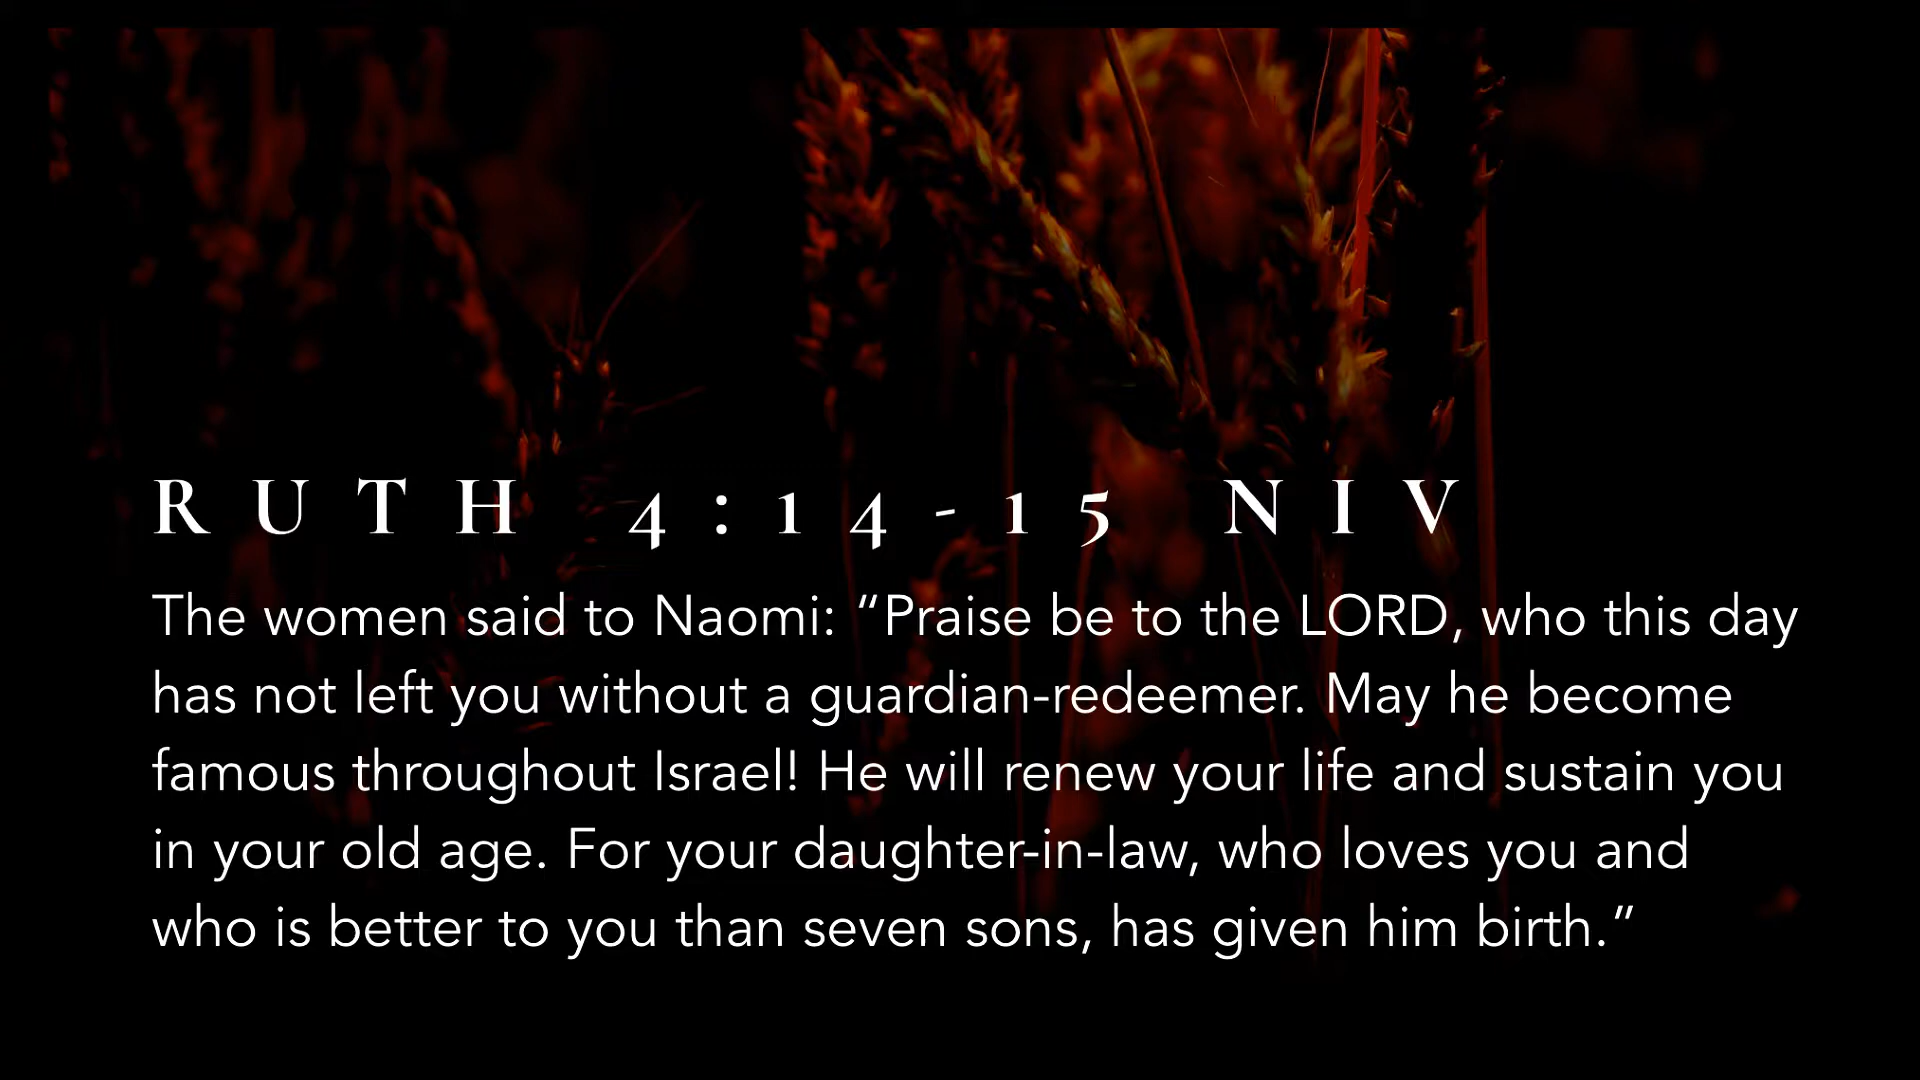 RUTH 4:14-15 NIV
The women said to Naomi: “Praise be to the LORD, who this day
has not left you without a guardian-redeemer. May he become
famous throughout Israel! He will renew your life and sustain you
in your old age. For your daughter-in-law, who loves you and
who is better to you than seven sons, has given him birth.”